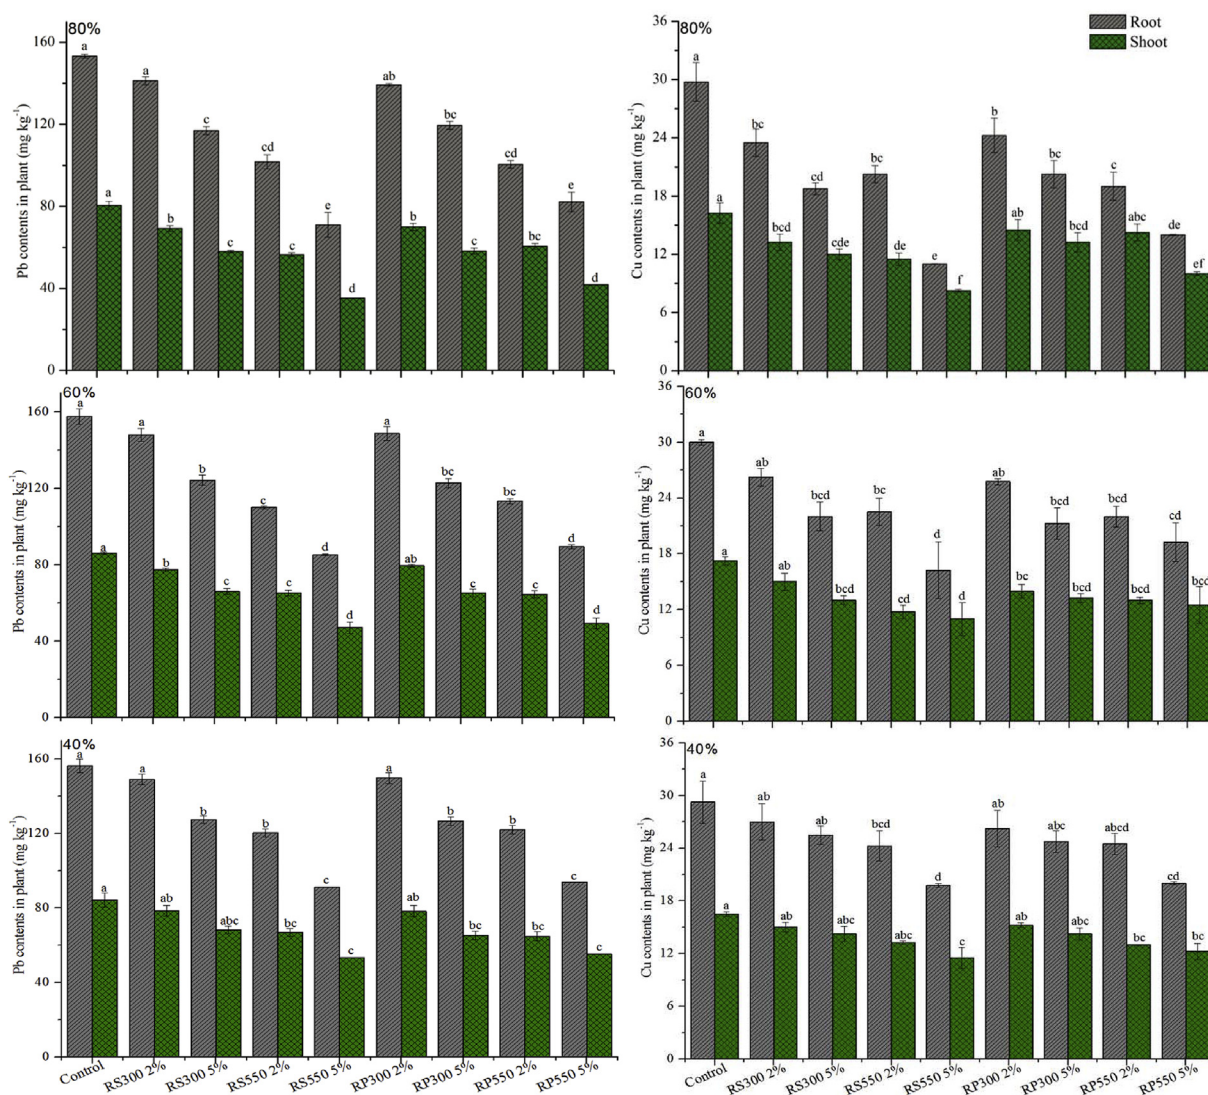 80%
Pb contents in plant (mg kg-1)
160
120
80
40
0
a a c cd e ab bc cd e
a b c c d b c bc d
80%
Root
Shoot
Cu contents in plant (mg kg-1)
36
30
24
18
12
6
0
a bc cd bc e b bc c de
a bcd cde de f ab bcd abc ef
60%
Pb contents in plant (mg kg-1)
160
120
80
40
0
a a b c d a bc bc d
a b c c d ab c c d
60%
Cu contents in plant (mg kg-1)
36
30
24
18
12
6
0
a ab bcd bc d ab bcd bcd cd
a ab bcd cd d bc bcd bcd bcd
40%
Pb contents in plant (mg kg-1)
160
120
80
40
0
a a b b c a b b c
a ab abc bc c ab bc bc c
Control RS300 2% RS300 5% RS550 2% RS550 5% RP300 2% RP300 5% RP550 2% RP550 5%
40%
Cu contents in plant (mg kg-1)
36
30
24
18
12
6
0
a ab ab bcd d ab abc abcd cd
a ab abc abc c ab abc bc bc
Control RS300 2% RS300 5% RS550 2% RS550 5% RP300 2% RP300 5% RP550 2% RP550 5%